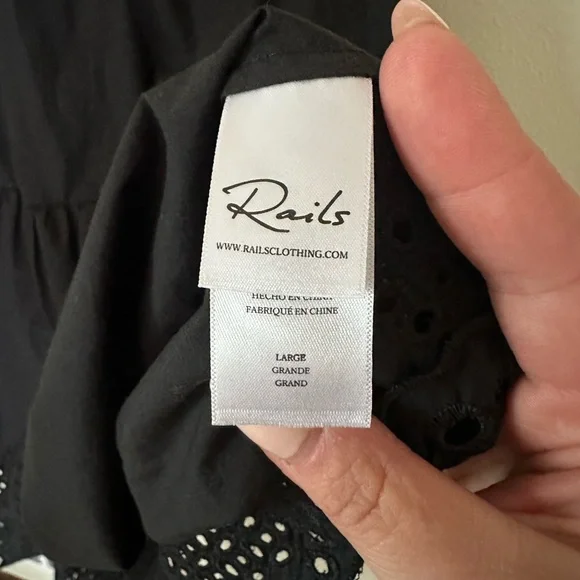 Rails
WWW.RAILSCLOTHING.COM
HECHO EN CHINA
FABRIQUÉ EN CHINE
LARGE
GRANDE
GRAND